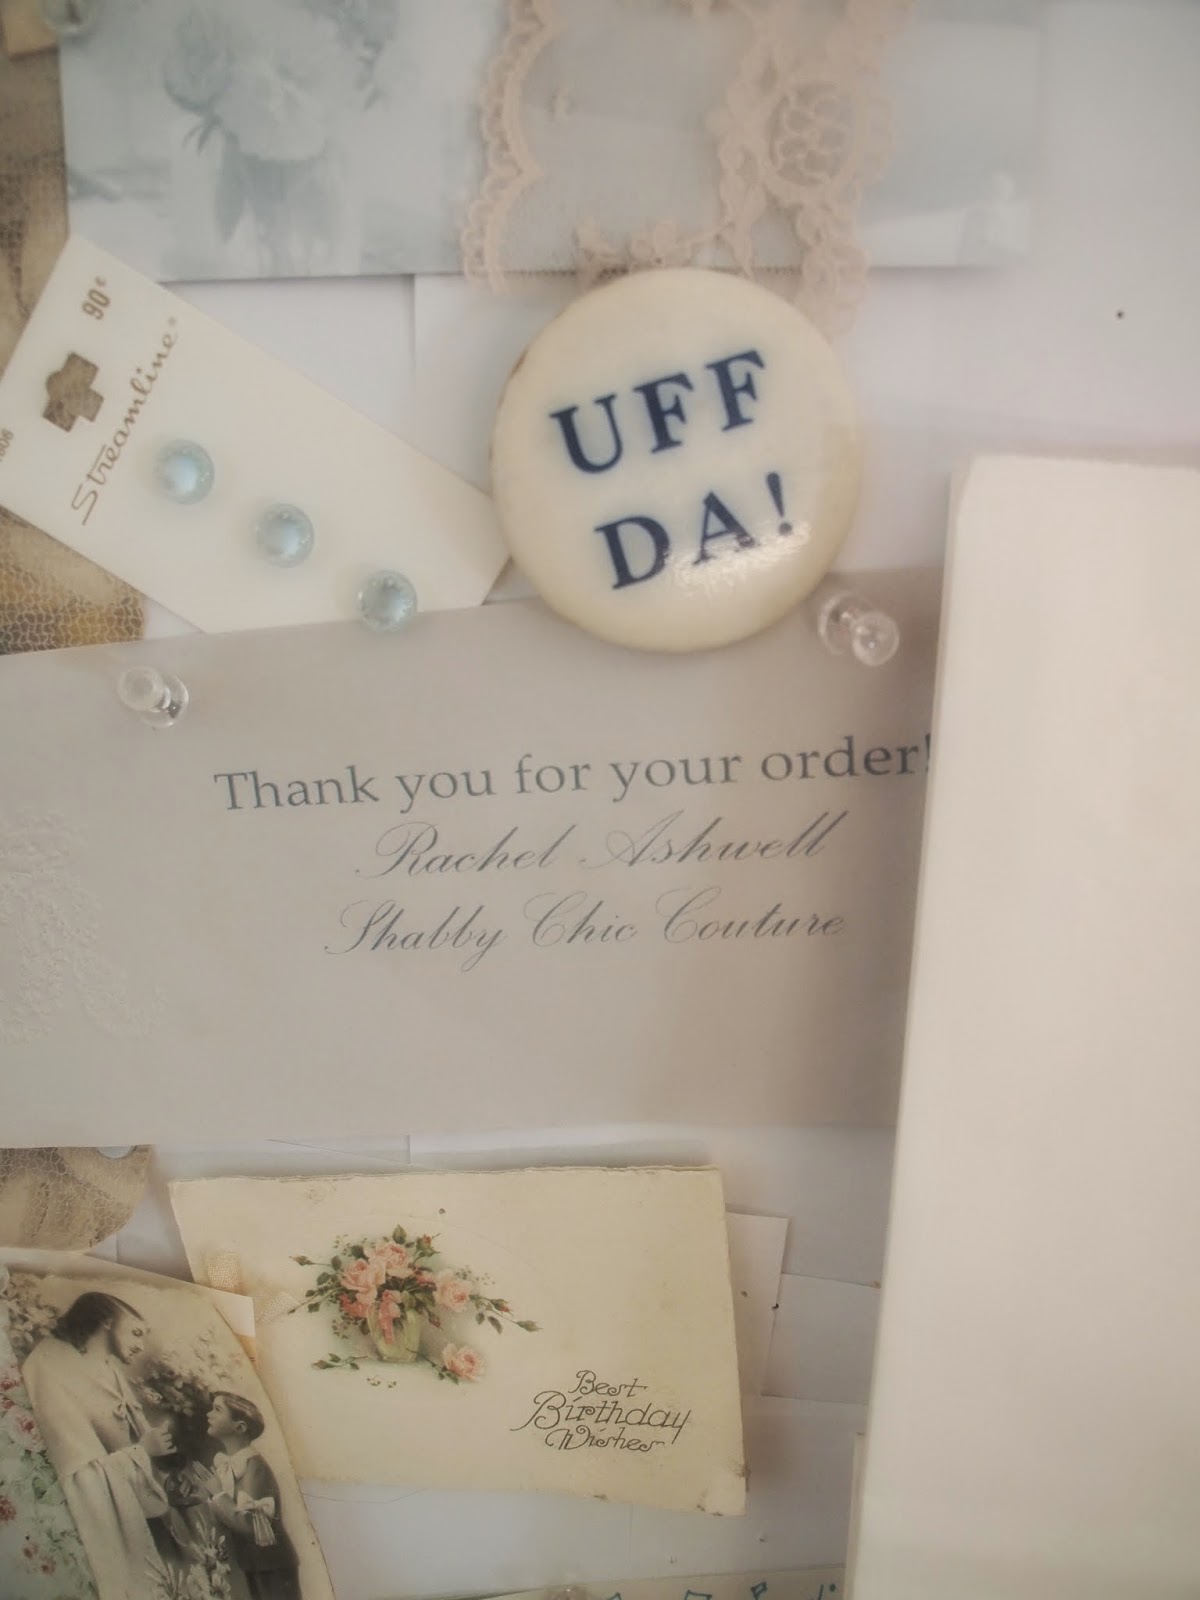 90¢
Streamline®
UFF
DA!
Thank you for your order!
Rachel Ashwell
Shabby Chic Couture
Best
Birthday
Wishes